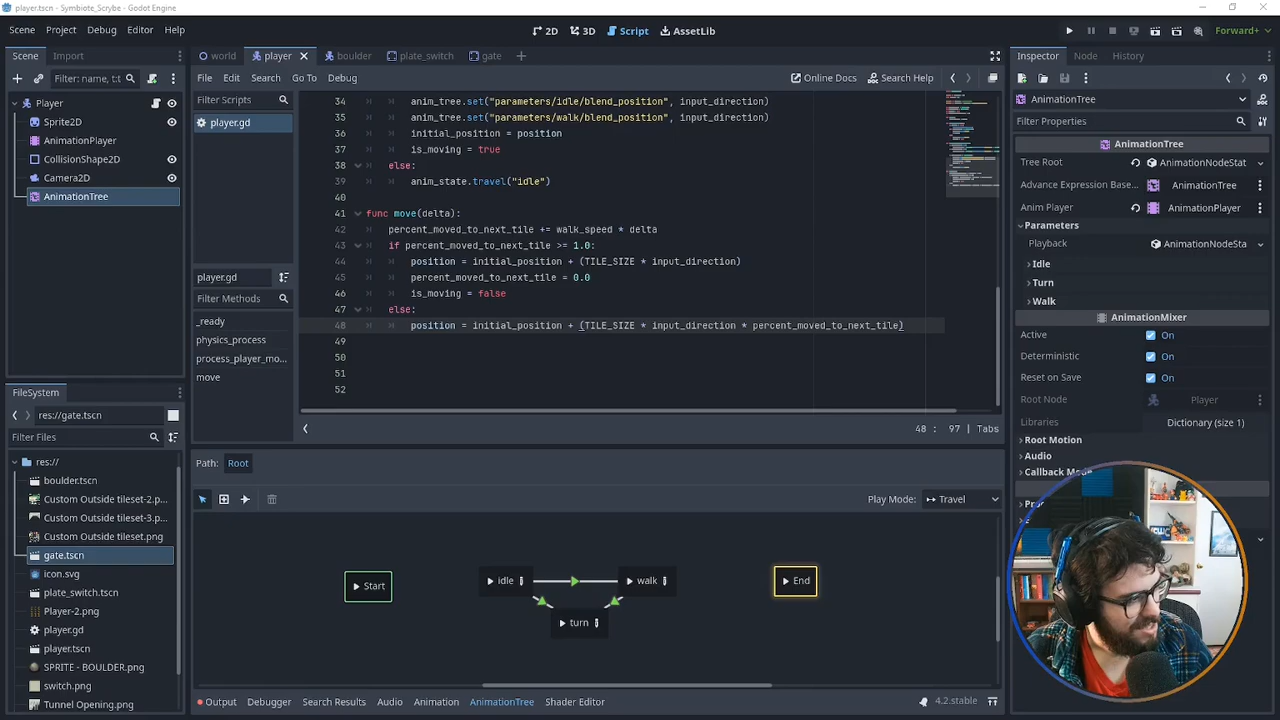 player.tscn - Symbiote_Scrybe - Godot Engine
Scene Project Debug Editor Help
2D 3D Script AssetLib
Forward+
Scene Import
Filter: name, t:t
Player
Sprite2D
AnimationPlayer
CollisionShape2D
Camera2D
AnimationTree
FileSystem
res://gate.tscn
Filter Files
res://
boulder.tscn
Custom Outside tileset-2.p...
Custom Outside tileset-3.p...
Custom Outside tileset.png
gate.tscn
icon.svg
plate_switch.tscn
Player-2.png
player.gd
player.tscn
SPRITE - BOULDER.png
switch.png
Tunnel Opening.png
world player boulder plate_switch gate
File Edit Search Go To Debug
Online Docs Search Help
Filter Scripts
player.gd
player.gd
Filter Methods
_ready
physics_process
process_player_mo...
move
34 anim_tree.set("parameters/idle/blend_position", input_direction)
35 anim_tree.set("parameters/walk/blend_position", input_direction)
36 initial_position = position
37 is_moving = true
38 else:
39 anim_state.travel("idle")
40
41 func move(delta):
42 percent_moved_to_next_tile += walk_speed * delta
43 if percent_moved_to_next_tile >= 1.0:
44 position = initial_position + (TILE_SIZE * input_direction)
45 percent_moved_to_next_tile = 0.0
46 is_moving = false
47 else:
48 position = initial_position + (TILE_SIZE * input_direction * percent_moved_to_next_tile)
49
50
51
52
48 : 97 | Tabs
Path: Root
Play Mode: Travel
Start
idle
walk
turn
End
Output Debugger Search Results Audio Animation AnimationTree Shader Editor
4.2.stable
Inspector Node History
AnimationTree
Filter Properties
AnimationTree
Tree Root AnimationNodeStat
Advance Expression Base... AnimationTree
Anim Player AnimationPlayer
Parameters
Playback AnimationNodeSta
Idle
Turn
Walk
AnimationMixer
Active On
Deterministic On
Reset on Save On
Root Node Player
Libraries Dictionary (size 1)
Root Motion
Audio